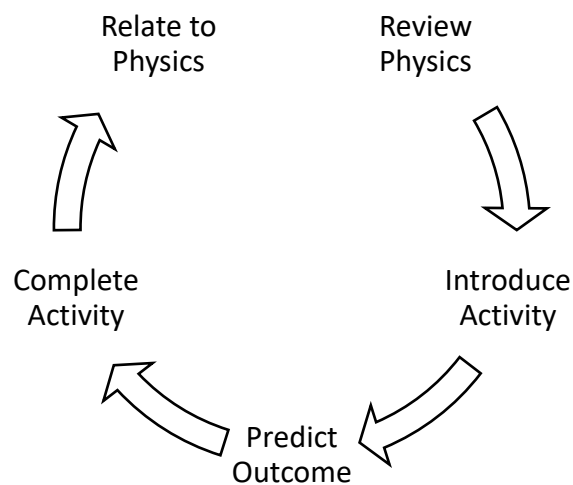 Relate to
Physics
Review
Physics
Complete
Activity
Introduce
Activity
Predict
Outcome